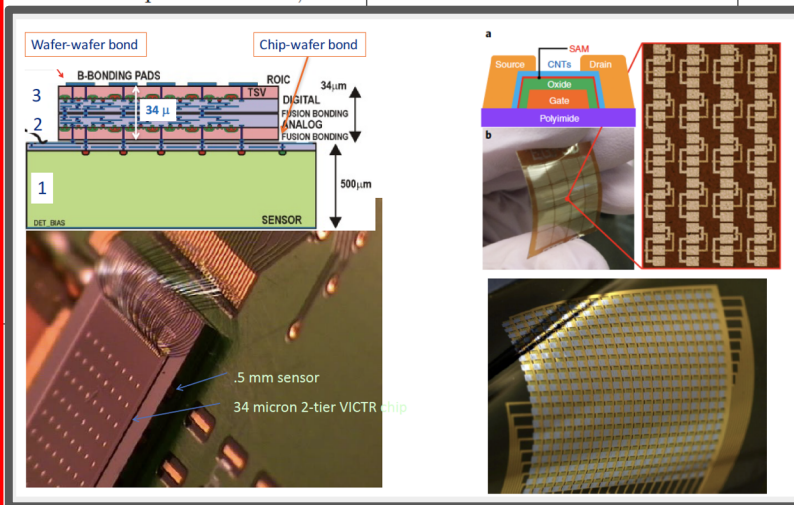 Wafer-wafer bond
Chip-wafer bond
B-BONDING PADS
ROIC
TSV
34μm
3
34 μ
DIGITAL
FUSION BONDING
2
ANALOG
FUSION BONDING
1
500μm
DET_BIAS
SENSOR
.5 mm sensor
34 micron 2-tier VICTR chip
a
SAM
Source
CNTs
Drain
Oxide
Gate
Polyimide
b